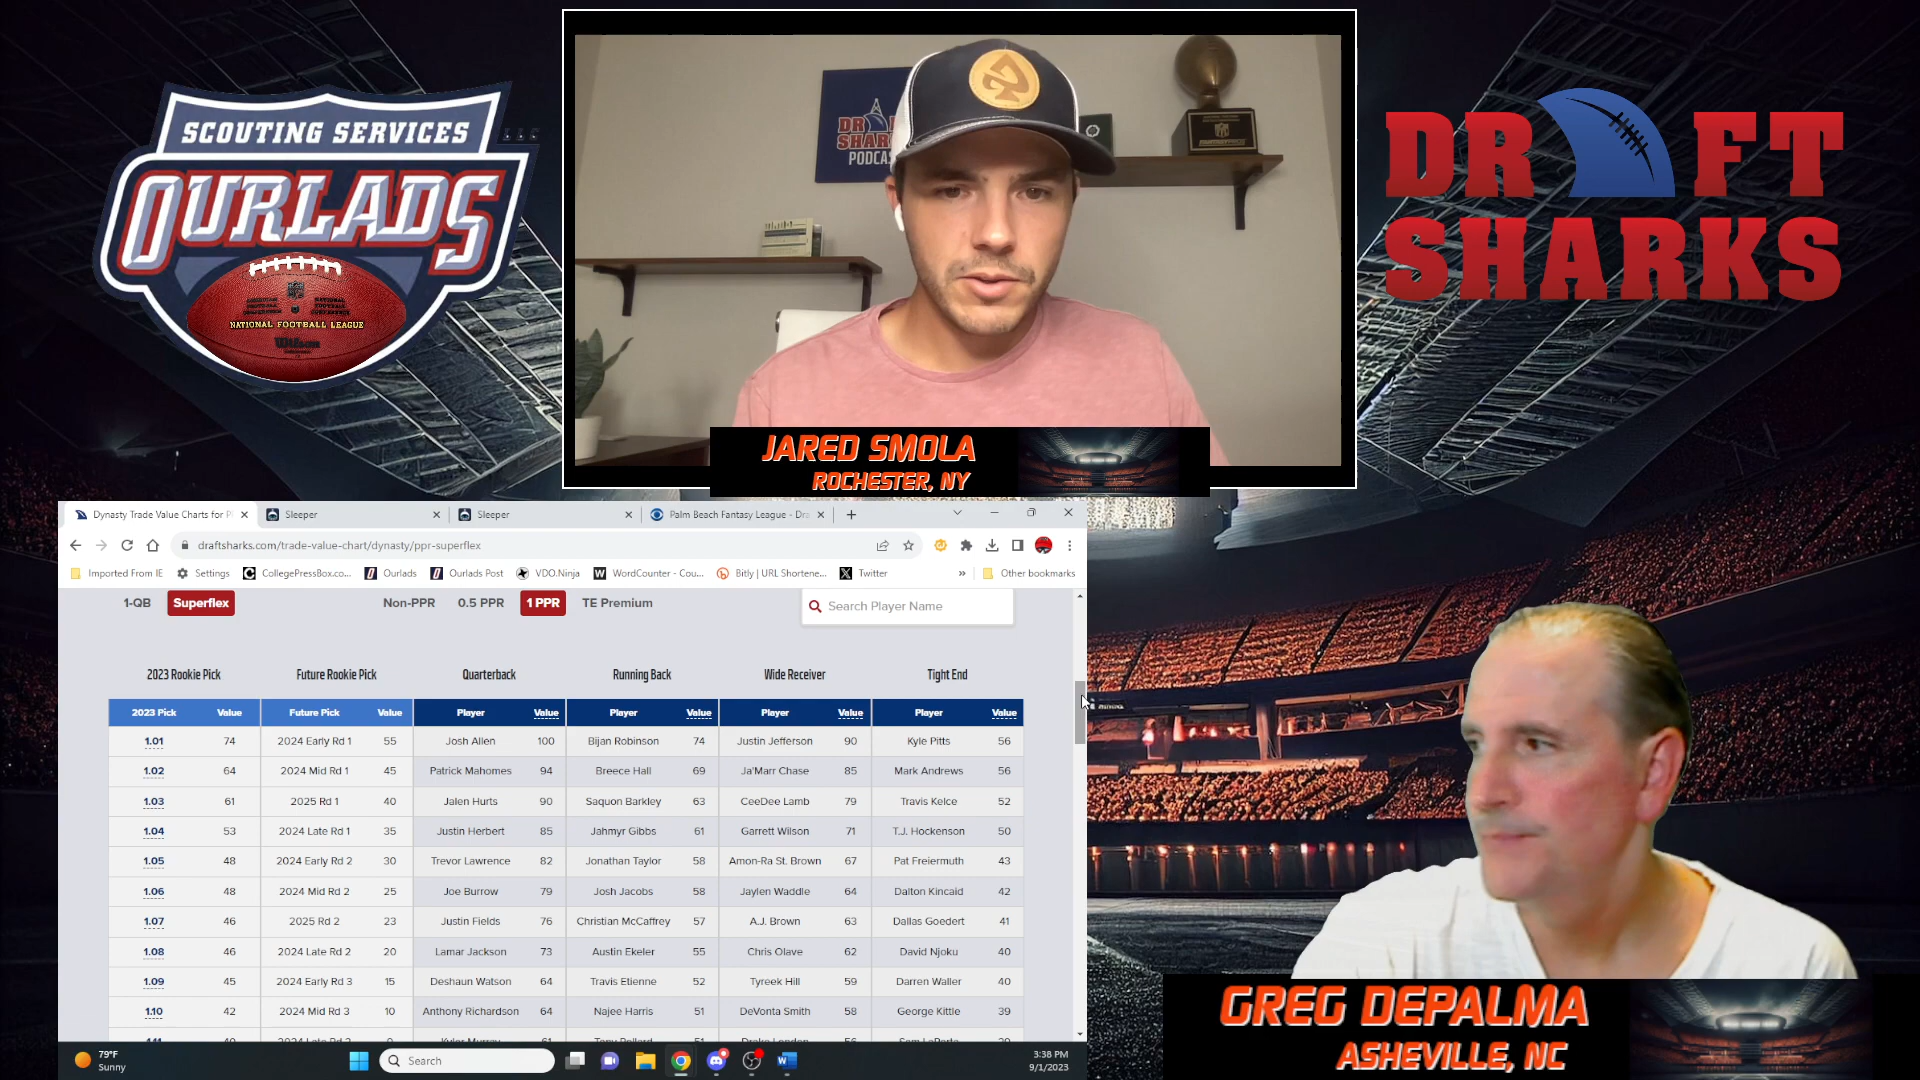 SCOUTING SERVICES
LLC
OURLADS
NATIONAL FOOTBALL LEAGUE
DR FT
SHARKS
PODCAS
DRAFT
SHARKS
JARED SMOLA
ROCHESTER, NY
Dynasty Trade Value Charts for P
Sleeper
Sleeper
Palm Beach Fantasy League - Dra
draftsharks.com/trade-value-chart/dynasty/ppr-superflex
Imported From IE Settings CollegePressBox.co... Ourlads Ourlads Post VDO.Ninja WordCounter - Cou... Bitly | URL Shortene... Twitter » Other bookmarks
1-QB Superflex Non-PPR 0.5 PPR 1 PPR TE Premium Search Player Name
2023 Rookie Pick Future Rookie Pick Quarterback Running Back Wide Receiver Tight End
2023 Pick Value Future Pick Value Player Value Player Value Player Value Player Value
1.01 74 2024 Early Rd 1 55 Josh Allen 100 Bijan Robinson 74 Justin Jefferson 90 Kyle Pitts 56
1.02 64 2024 Mid Rd 1 45 Patrick Mahomes 94 Breece Hall 69 Ja'Marr Chase 85 Mark Andrews 56
1.03 61 2025 Rd 1 40 Jalen Hurts 90 Saquon Barkley 63 CeeDee Lamb 79 Travis Kelce 52
1.04 53 2024 Late Rd 1 35 Justin Herbert 85 Jahmyr Gibbs 61 Garrett Wilson 71 T.J. Hockenson 50
1.05 48 2024 Early Rd 2 30 Trevor Lawrence 82 Jonathan Taylor 58 Amon-Ra St. Brown 67 Pat Freiermuth 43
1.06 48 2024 Mid Rd 2 25 Joe Burrow 79 Josh Jacobs 58 Jaylen Waddle 64 Dalton Kincaid 42
1.07 46 2025 Rd 2 23 Justin Fields 76 Christian McCaffrey 57 A.J. Brown 63 Dallas Goedert 41
1.08 46 2024 Late Rd 2 20 Lamar Jackson 73 Austin Ekeler 55 Chris Olave 62 David Njoku 40
1.09 45 2024 Early Rd 3 15 Deshaun Watson 64 Travis Etienne 52 Tyreek Hill 59 Darren Waller 40
1.10 42 2024 Mid Rd 3 10 Anthony Richardson 64 Najee Harris 51 DeVonta Smith 58 George Kittle 39
79°F
Sunny
Search
3:38 PM
9/1/2023
GREG DEPALMA
ASHEVILLE, NC